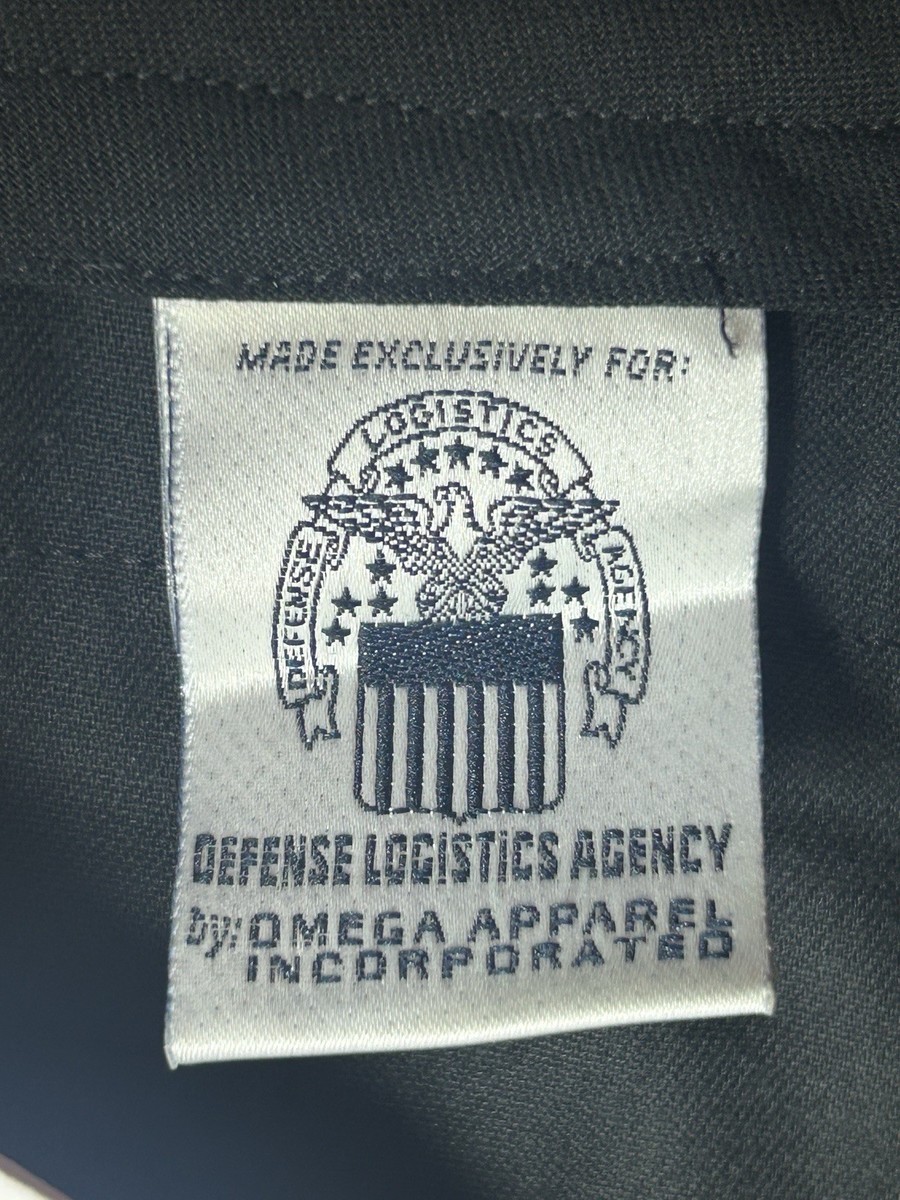 MADE EXCLUSIVELY FOR:
LOGISTICS
DEFENSE
AGENCY
DEFENSE LOGISTICS AGENCY
by: OMEGA APPAREL
INCORPORATED